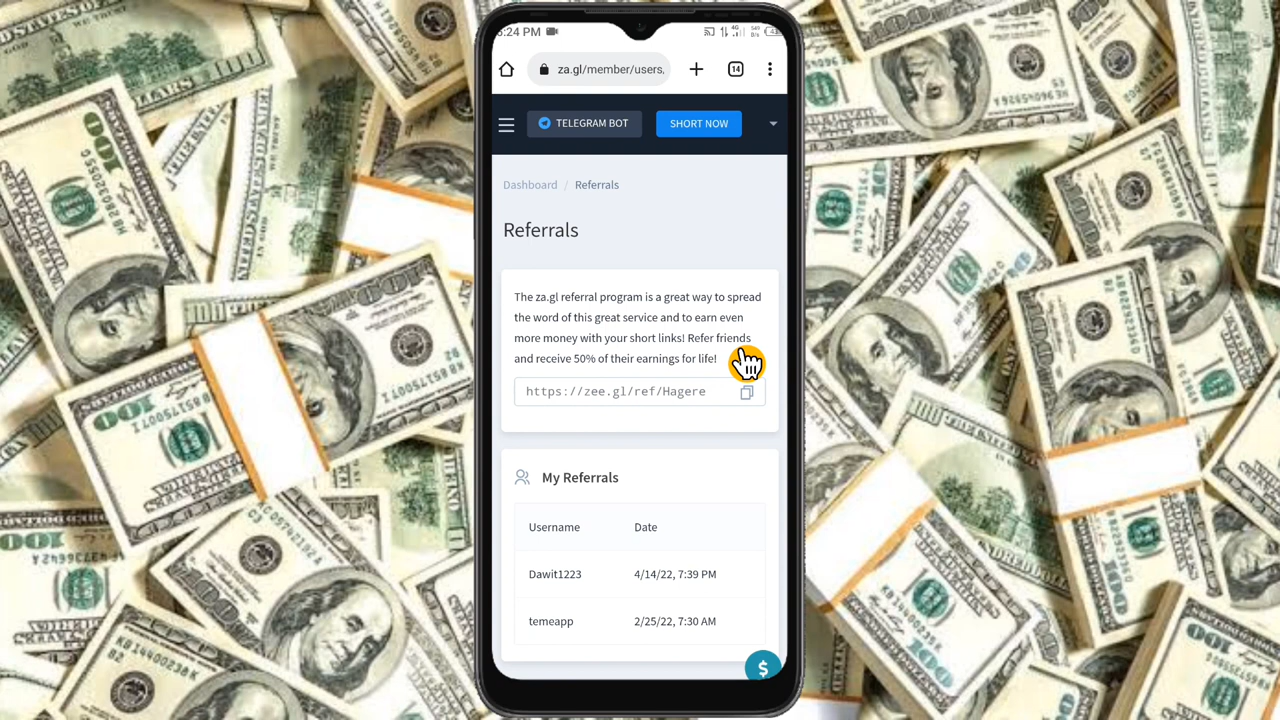 :24 PM
4G
za.gl/member/users.
14
TELEGRAM BOT
SHORT NOW
Dashboard / Referrals
Referrals
The za.gl referral program is a great way to spread
the word of this great service and to earn even
more money with your short links! Refer friends
and receive 50% of their earnings for life!
https://zee.gl/ref/Hagere
My Referrals
Username Date
Dawit1223 4/14/22, 7:39 PM
temeapp 2/25/22, 7:30 AM
$